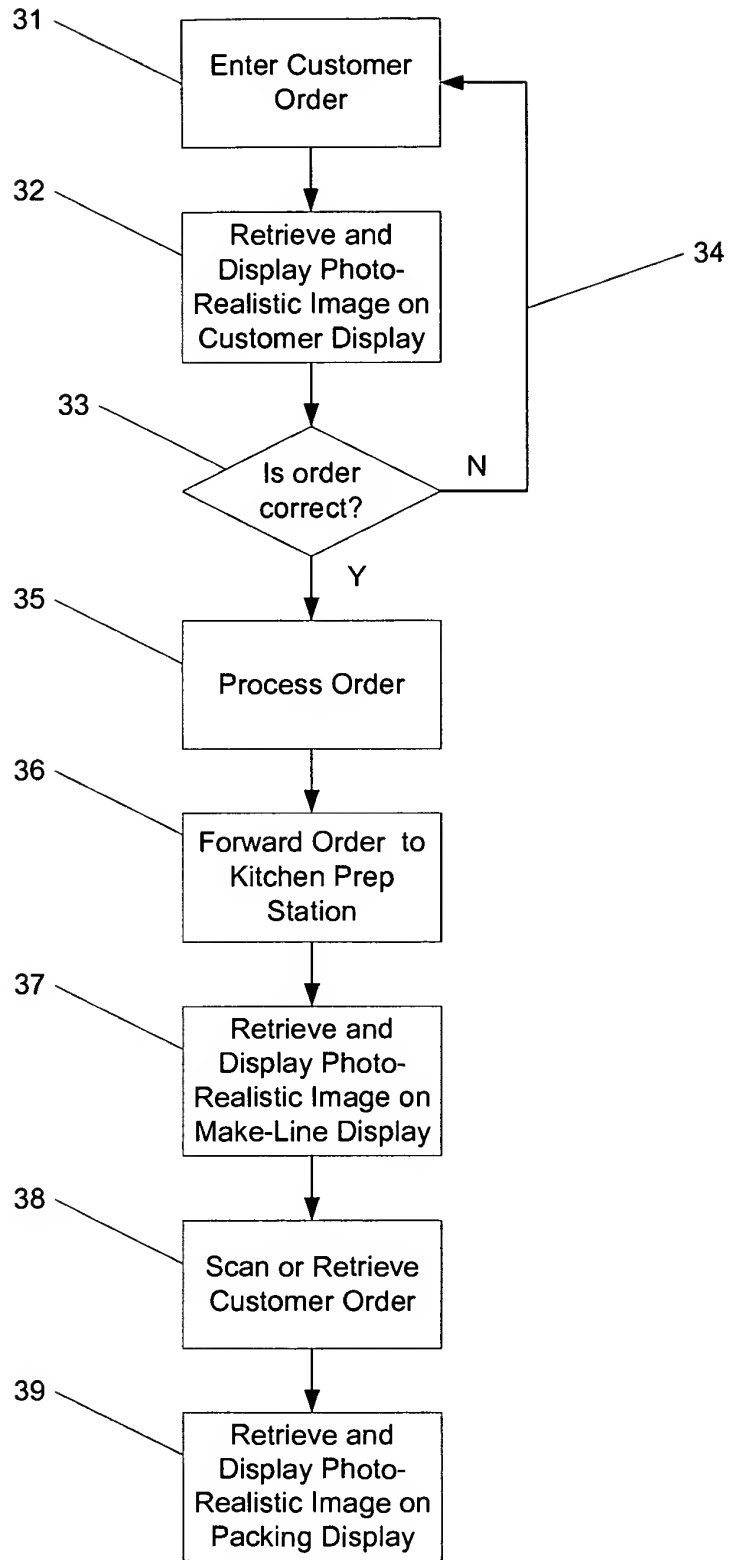 31
Enter Customer
Order
32
Retrieve and
Display Photo-
Realistic Image on
Customer Display
34
33
Is order
correct?
N
Y
35
Process Order
36
Forward Order to
Kitchen Prep
Station
37
Retrieve and
Display Photo-
Realistic Image on
Make-Line Display
38
Scan or Retrieve
Customer Order
39
Retrieve and
Display Photo-
Realistic Image on
Packing Display